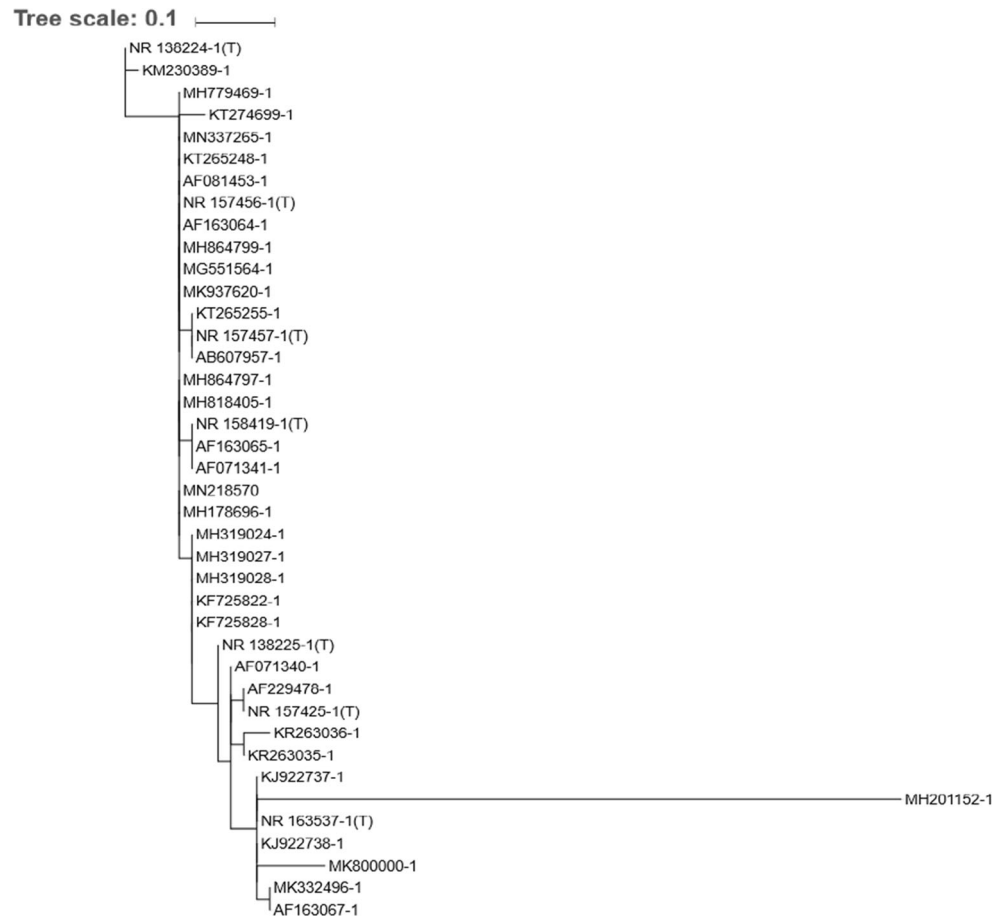 Tree scale: 0.1
NR 138224-1(T)
KM230389-1
MH779469-1
KT274699-1
MN337265-1
KT265248-1
AF081453-1
NR 157456-1(T)
AF163064-1
MH864799-1
MG551564-1
MK937620-1
KT265255-1
NR 157457-1(T)
AB607957-1
MH864797-1
MH818405-1
NR 158419-1(T)
AF163065-1
AF071341-1
MN218570
MH178696-1
MH319024-1
MH319027-1
MH319028-1
KF725822-1
KF725828-1
NR 138225-1(T)
AF071340-1
AF229478-1
NR 157425-1(T)
KR263036-1
KR263035-1
KJ922737-1
MH201152-1
NR 163537-1(T)
KJ922738-1
MK800000-1
MK332496-1
AF163067-1